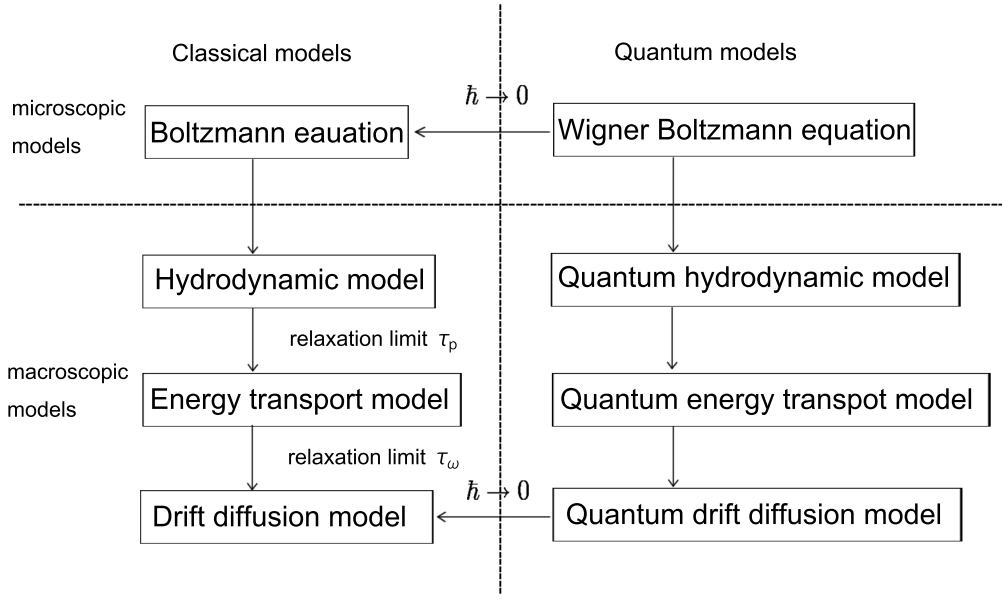 Classical models
Quantum models
ħ → 0
microscopic
models
Boltzmann eauation
Wigner Boltzmann equation
Hydrodynamic model
Quantum hydrodynamic model
relaxation limit τp
macroscopic
models
Energy transport model
Quantum energy transpot model
relaxation limit τω
ħ → 0
Drift diffusion model
Quantum drift diffusion model